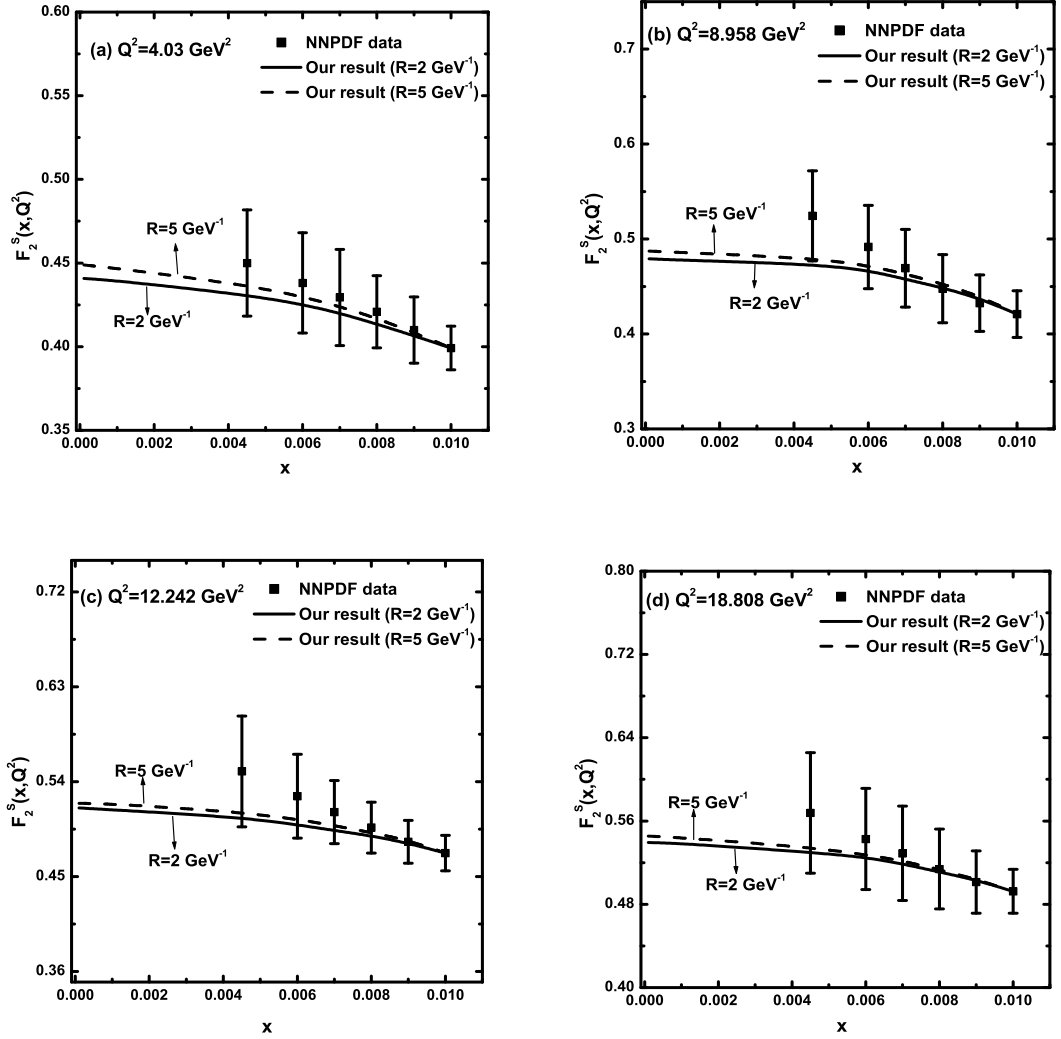 (a) Q²=4.03 GeV²
NNPDF data
Our result (R=2 GeV⁻¹)
Our result (R=5 GeV⁻¹)
0.60
0.55
0.50
0.45
0.40
0.35
F₂ˢ(x,Q²)
R=5 GeV⁻¹
R=2 GeV⁻¹
0.000 0.002 0.004 0.006 0.008 0.010
x
(b) Q²=8.958 GeV²
NNPDF data
Our result (R=2 GeV⁻¹)
Our result (R=5 GeV⁻¹)
0.7
0.6
0.5
0.4
0.3
F₂ˢ(x,Q²)
R=5 GeV⁻¹
R=2 GeV⁻¹
0.000 0.002 0.004 0.006 0.008 0.010
x
(c) Q²=12.242 GeV²
NNPDF data
Our result (R=2 GeV⁻¹)
Our result (R=5 GeV⁻¹)
0.72
0.63
0.54
0.45
0.36
F₂ˢ(x,Q²)
R=5 GeV⁻¹
R=2 GeV⁻¹
0.000 0.002 0.004 0.006 0.008 0.010
x
(d) Q²=18.808 GeV²
NNPDF data
Our result (R=2 GeV⁻¹)
Our result (R=5 GeV⁻¹)
0.80
0.72
0.64
0.56
0.48
0.40
F₂ˢ(x,Q²)
R=5 GeV⁻¹
R=2 GeV⁻¹
0.000 0.002 0.004 0.006 0.008 0.010
x